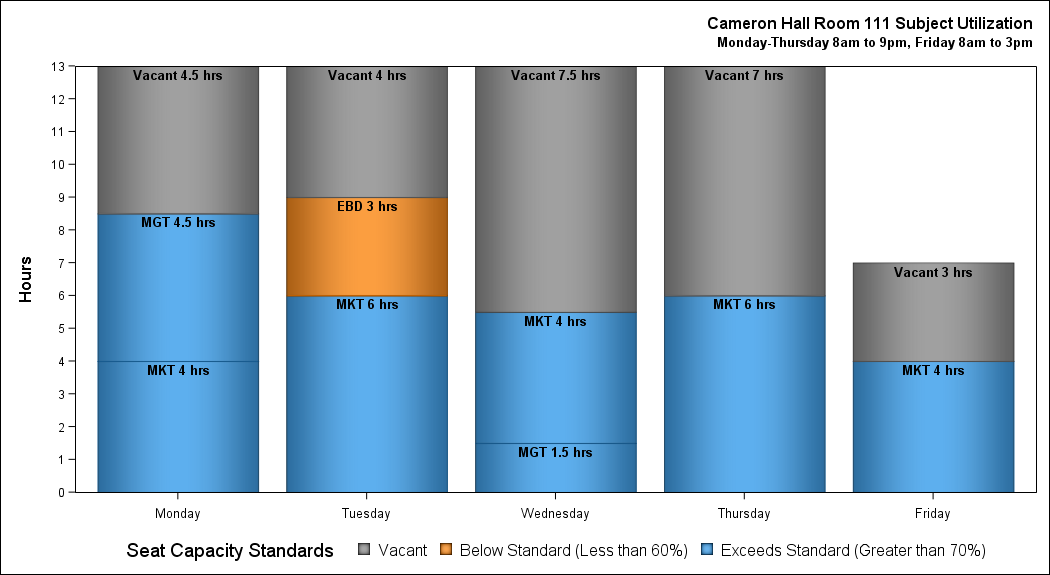 Cameron Hall Room 111 Subject Utilization
Monday-Thursday 8am to 9pm, Friday 8am to 3pm
Hours
13
12
11
10
9
8
7
6
5
4
3
2
1
0
Vacant 4.5 hrs
MGT 4.5 hrs
MKT 4 hrs
Vacant 4 hrs
EBD 3 hrs
MKT 6 hrs
Vacant 7.5 hrs
MKT 4 hrs
MGT 1.5 hrs
Vacant 7 hrs
MKT 6 hrs
Vacant 3 hrs
MKT 4 hrs
Monday Tuesday Wednesday Thursday Friday
Seat Capacity Standards Vacant Below Standard (Less than 60%) Exceeds Standard (Greater than 70%)